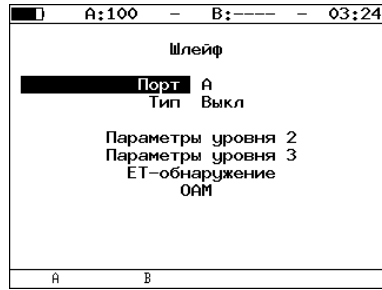 A:100 – B:---- – 03:24
Шлейф
Порт A
Тип Выкл
Параметры уровня 2
Параметры уровня 3
ET-обнаружение
OAM
A B